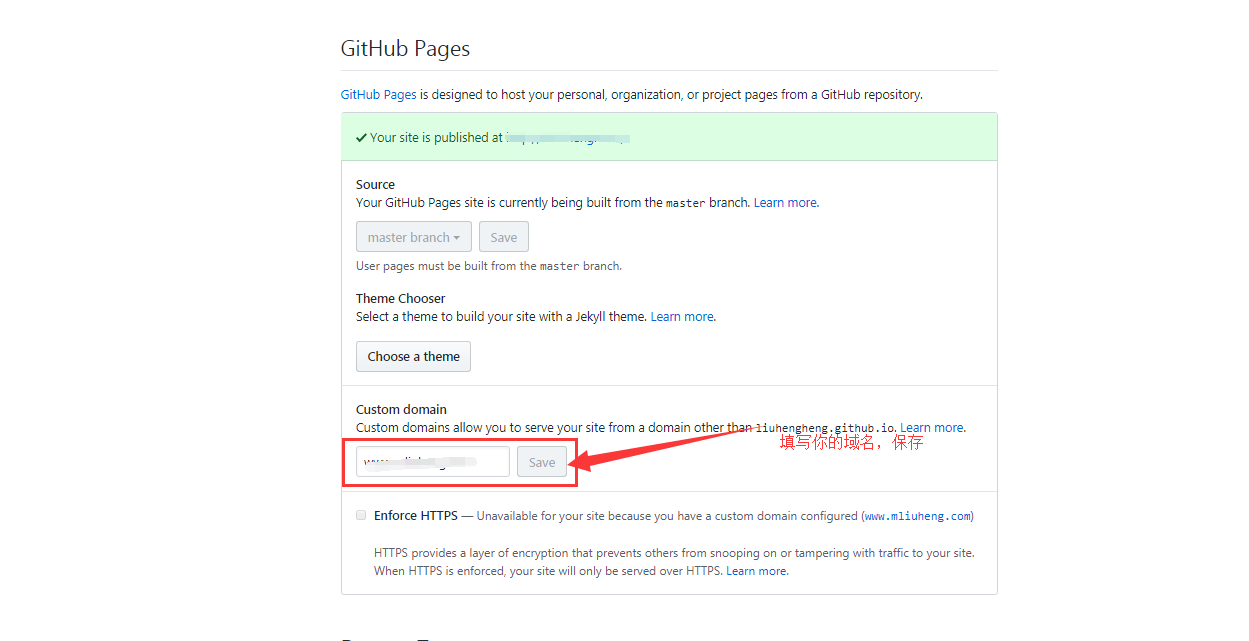 GitHub Pages
GitHub Pages is designed to host your personal, organization, or project pages from a GitHub repository.
Your site is published at
Source
Your GitHub Pages site is currently being built from the master branch. Learn more.
master branch Save
User pages must be built from the master branch.
Theme Chooser
Select a theme to build your site with a Jekyll theme. Learn more.
Choose a theme
Custom domain
Custom domains allow you to serve your site from a domain other than liuhengheng.github.io. Learn more.
填写你的域名，保存
Save
Enforce HTTPS — Unavailable for your site because you have a custom domain configured (www.mliuheng.com)
HTTPS provides a layer of encryption that prevents others from snooping on or tampering with traffic to your site.
When HTTPS is enforced, your site will only be served over HTTPS. Learn more.